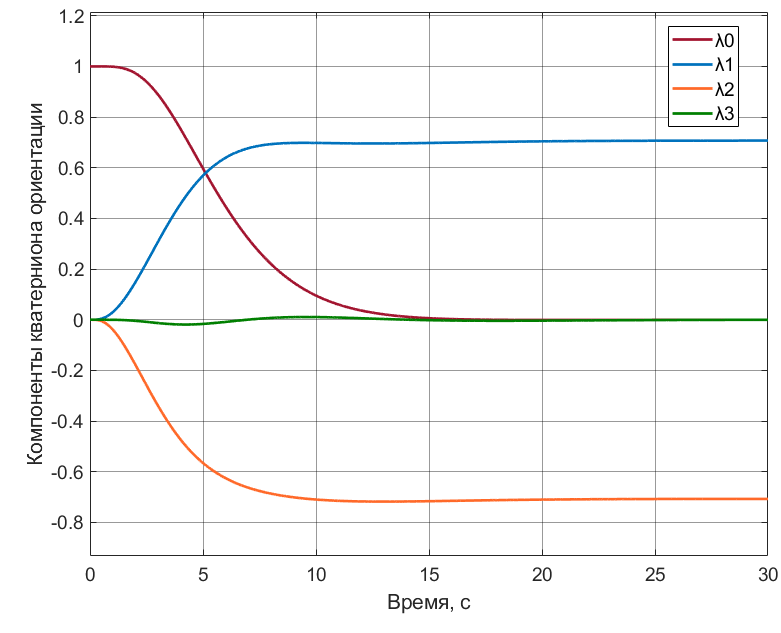 1.2
1
0.8
0.6
0.4
0.2
0
-0.2
-0.4
-0.6
-0.8
Компоненты кватерниона ориентации
λ0
λ1
λ2
λ3
0 5 10 15 20 25 30
Время, с